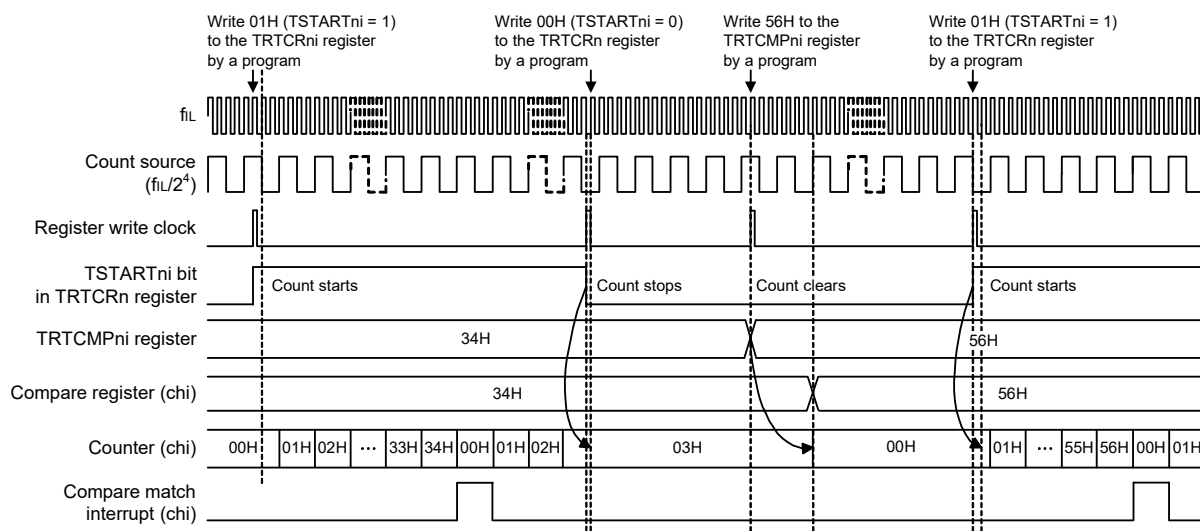 Write 01H (TSTARTni = 1)
to the TRTCRni register
by a program
Write 00H (TSTARTni = 0)
to the TRTCRn register
by a program
Write 56H to the
TRTCMPni register
by a program
Write 01H (TSTARTni = 1)
to the TRTCRn register
by a program
fIL
Count source
(fIL/2⁴)
Register write clock
TSTARTni bit
in TRTCRn register
Count starts
Count stops
Count clears
Count starts
TRTCMPni register
34H
56H
Compare register (chi)
34H
56H
Counter (chi)
00H 01H 02H ... 33H 34H 00H 01H 02H 03H 00H 01H ... 55H 56H 00H 01H
Compare match
interrupt (chi)